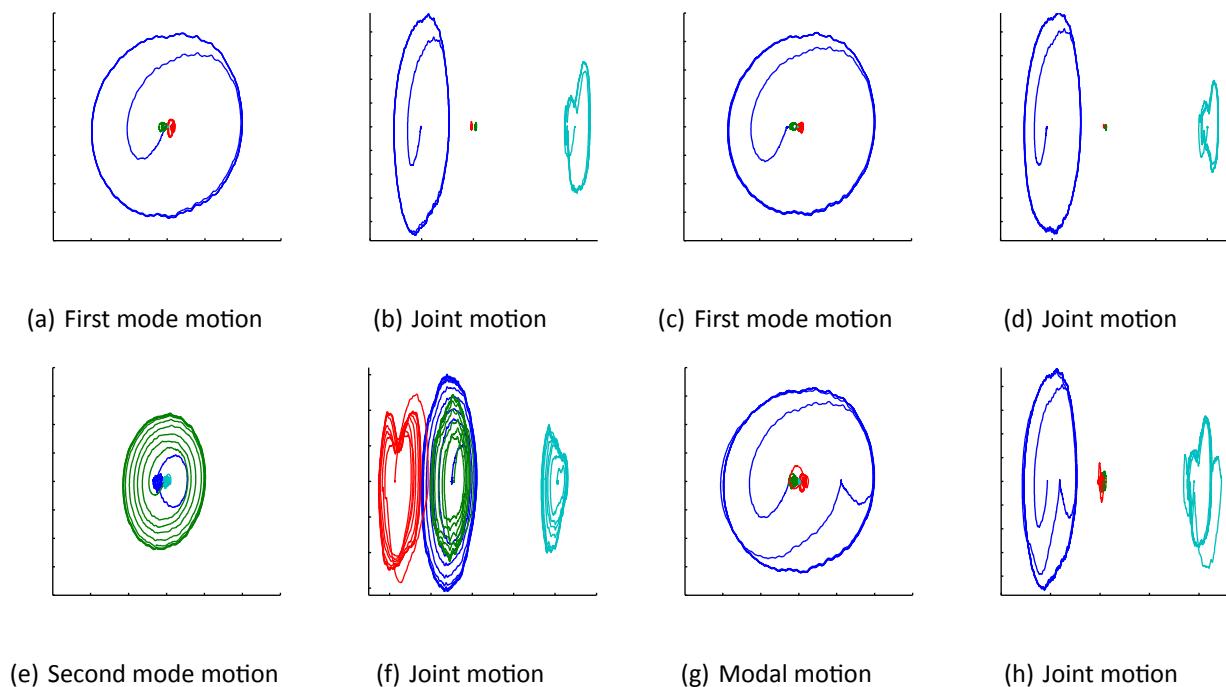 (a) First mode motion
(b) Joint motion
(c) First mode motion
(d) Joint motion
(e) Second mode motion
(f) Joint motion
(g) Modal motion
(h) Joint motion